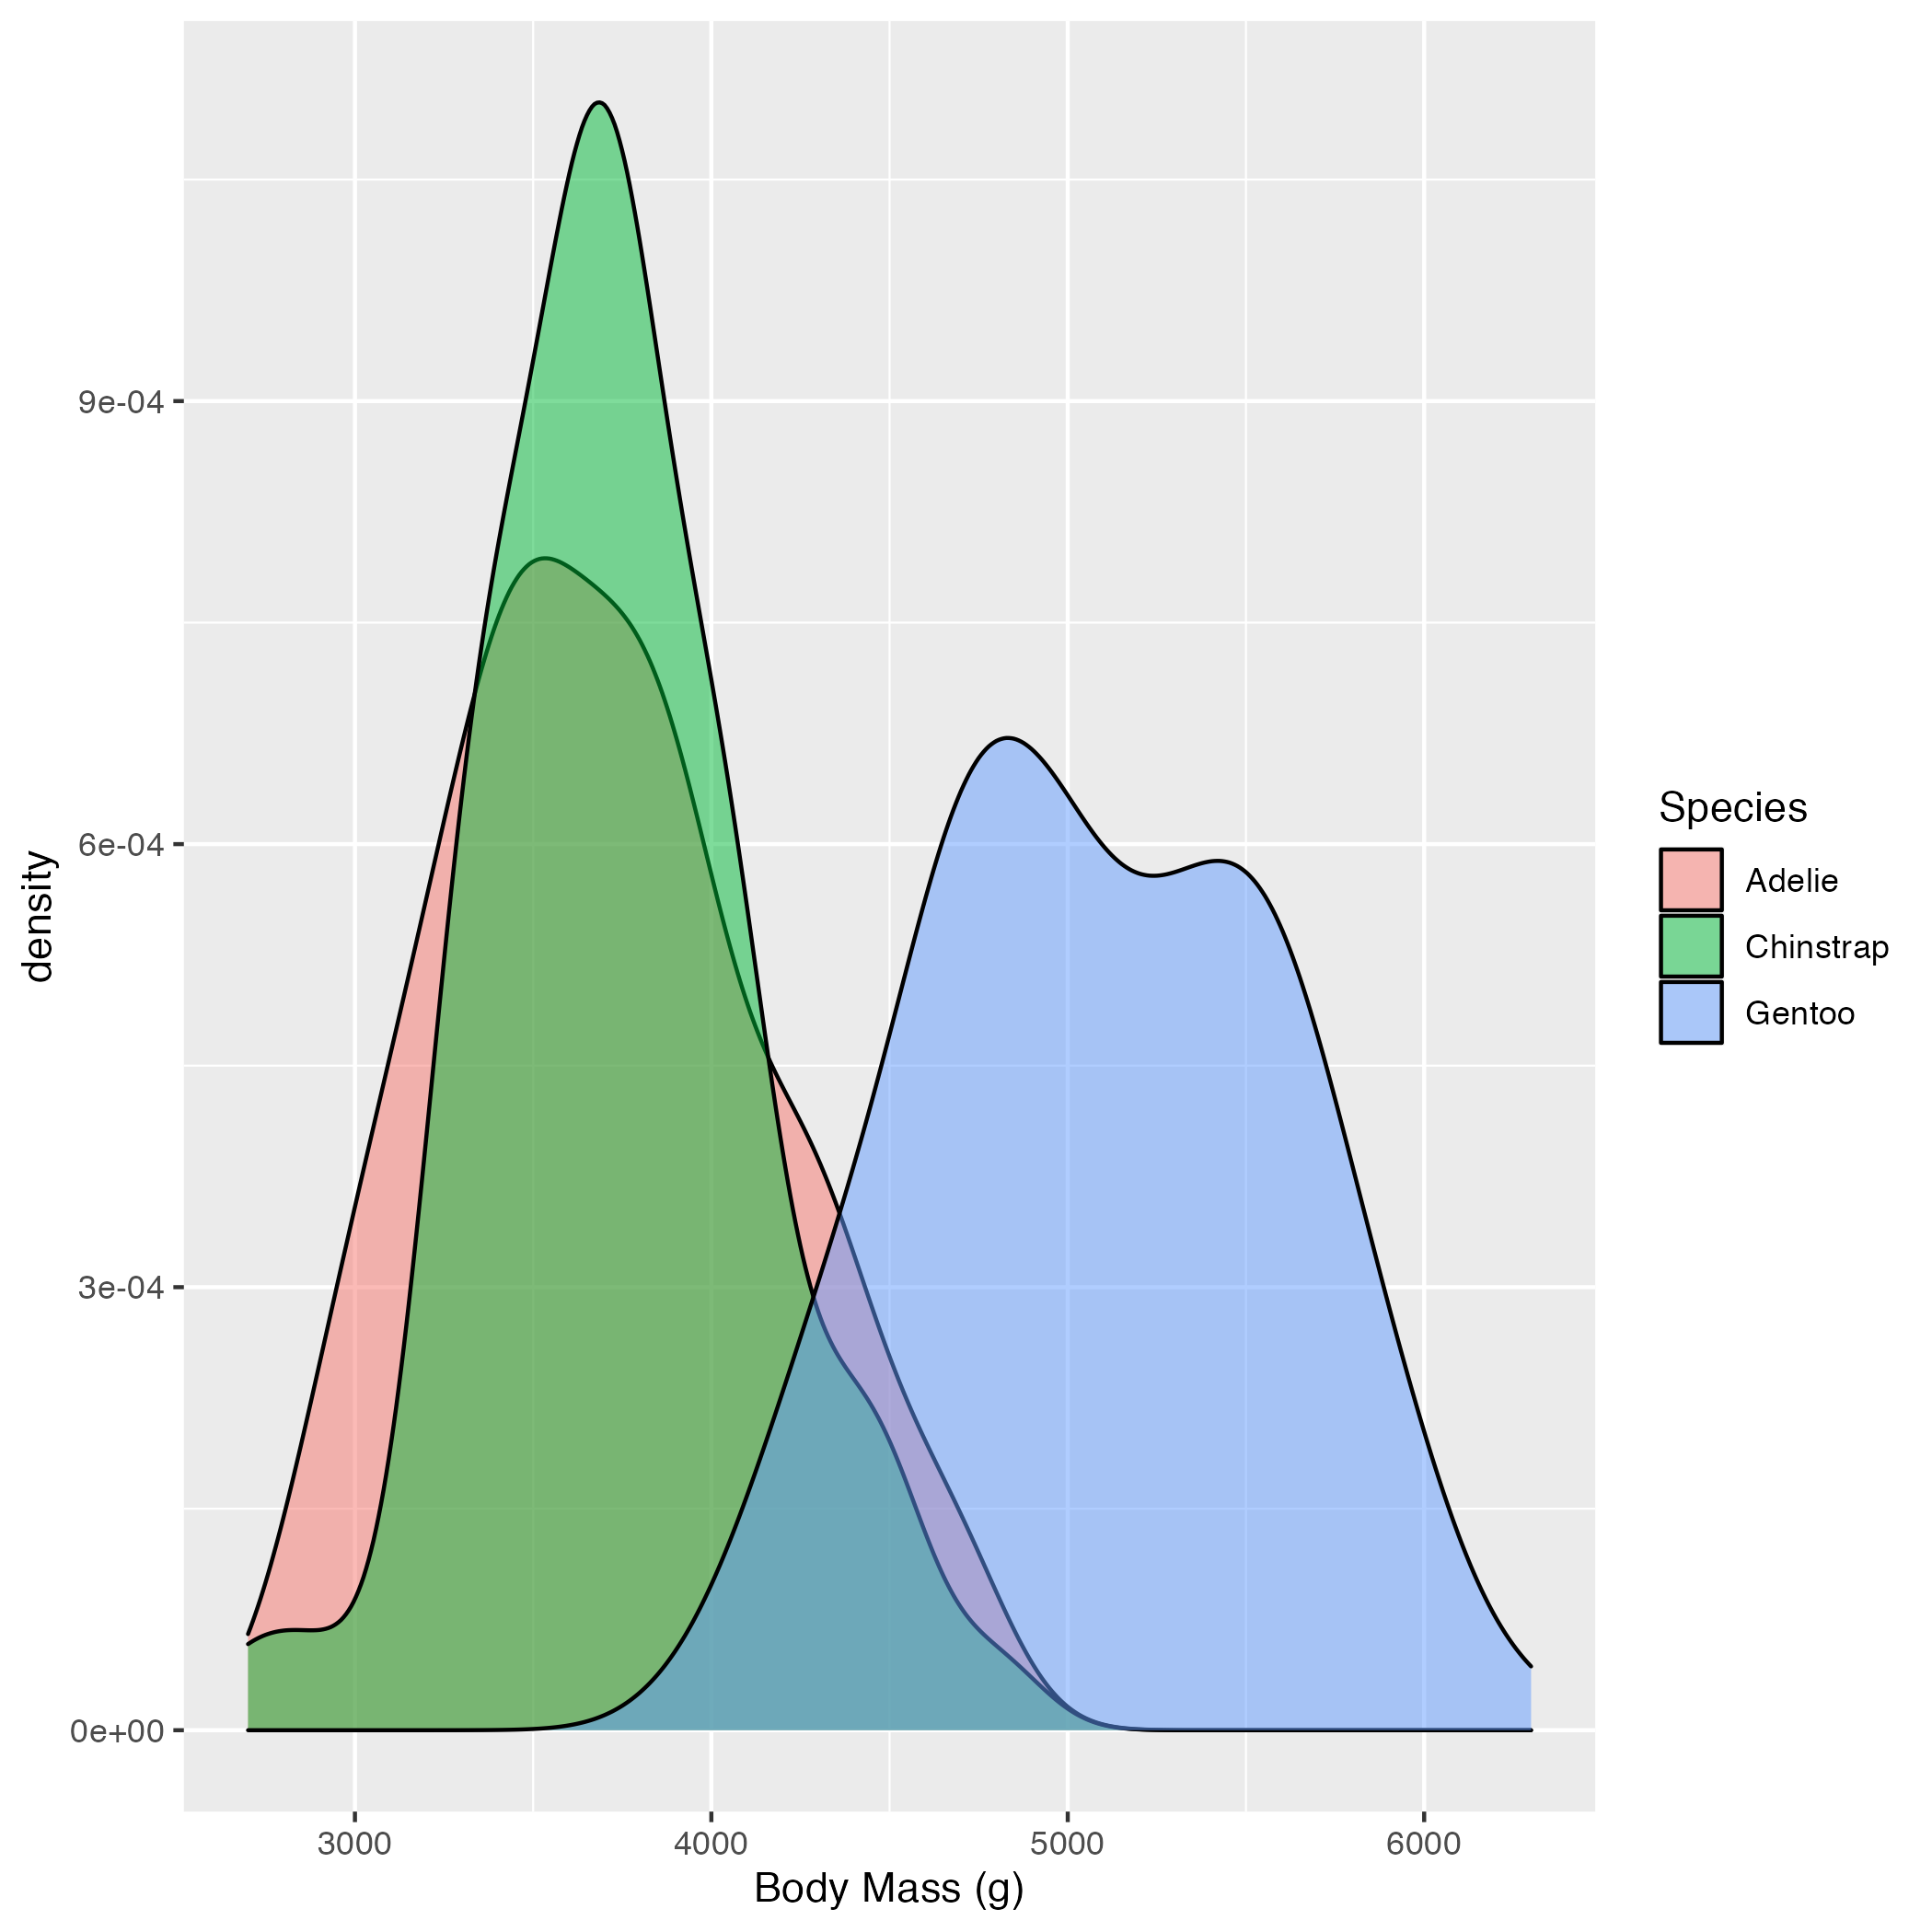 9e-04
6e-04
3e-04
0e+00
density
3000 4000 5000 6000
Body Mass (g)
Species
Adelie
Chinstrap
Gentoo